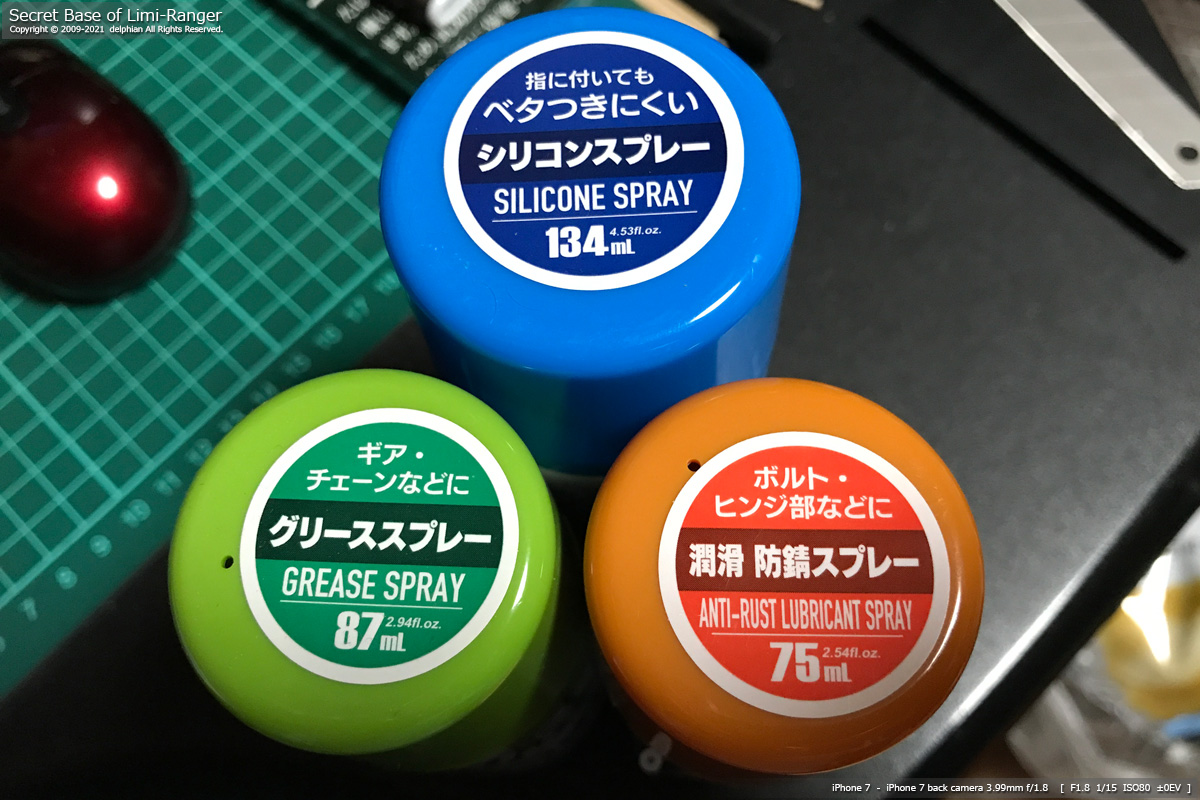 Secret Base of Limi-Ranger
Copyright © 2009-2021 delphian All Rights Reserved.
指に付いても
ベタつきにくい
シリコンスプレー
SILICONE SPRAY
134mL 4.53fl.oz.
ギア・
チェーンなどに
グリーススプレー
GREASE SPRAY
87mL 2.94fl.oz.
ボルト・
ヒンジ部などに
潤滑 防錆スプレー
ANTI-RUST LUBRICANT SPRAY
75mL 2.54fl.oz.
7 8 9 10
iPhone 7 - iPhone 7 back camera 3.99mm f/1.8 [ F1.8 1/15 ISO80 ±0EV ]